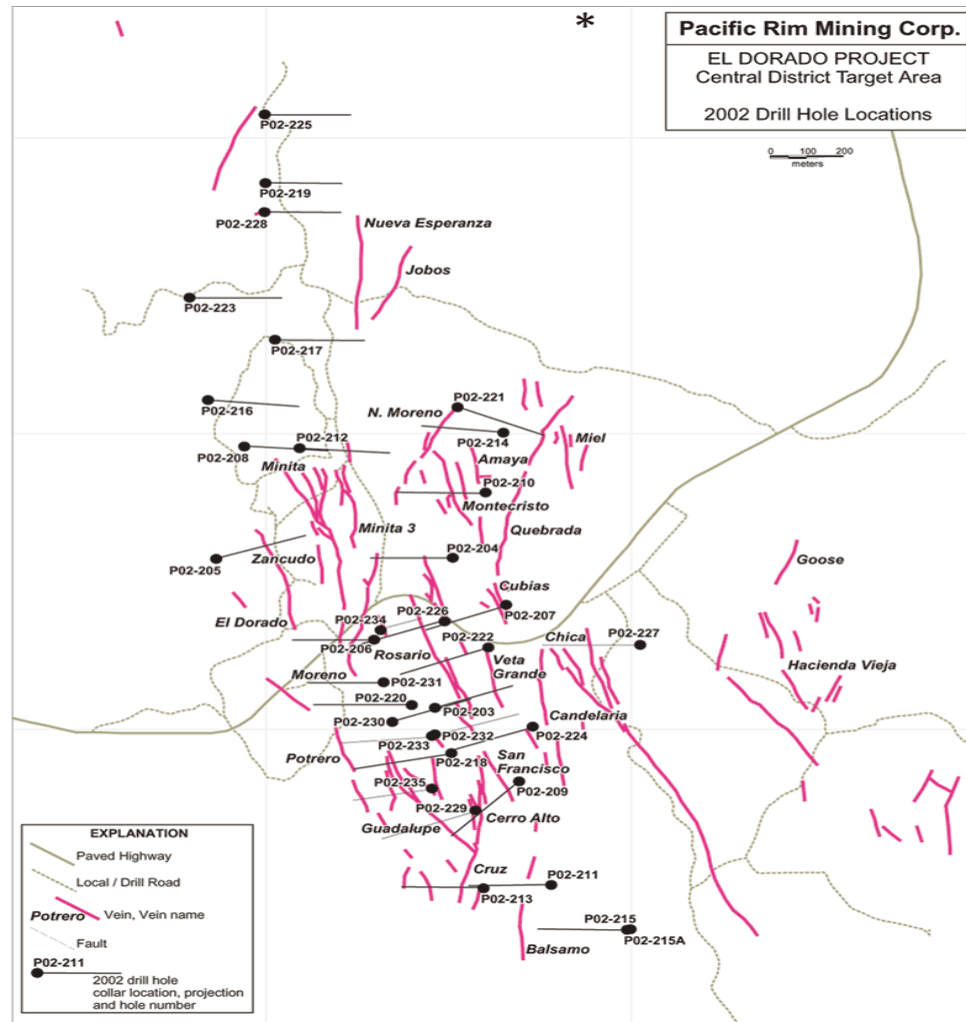 *
Pacific Rim Mining Corp.
EL DORADO PROJECT
Central District Target Area
2002 Drill Hole Locations
0 100 200
meters
P02-225
P02-219
P02-228
Nueva Esperanza
Jobos
P02-223
P02-217
P02-216
P02-221
N. Moreno
P02-214
Miel
P02-212
P02-208
Minita
Amaya
P02-210
Montecristo
Minita 3
Quebrada
P02-204
Zancudo
P02-205
Goose
Cubias
P02-207
El Dorado
P02-234
P02-226
P02-206
Rosario
P02-222
Chica
P02-227
Veta
Grande
Hacienda Vieja
Moreno
P02-231
P02-220
P02-203
P02-230
Candelaria
P02-232
P02-224
P02-233
Potrero
P02-218
San
Francisco
P02-235
P02-209
P02-229
Cerro Alto
Guadalupe
Cruz
P02-211
P02-213
P02-215
P02-215A
Balsamo
EXPLANATION
Paved Highway
Local / Drill Road
Potrero
Vein, Vein name
Fault
P02-211
2002 drill hole
collar location, projection
and hole number